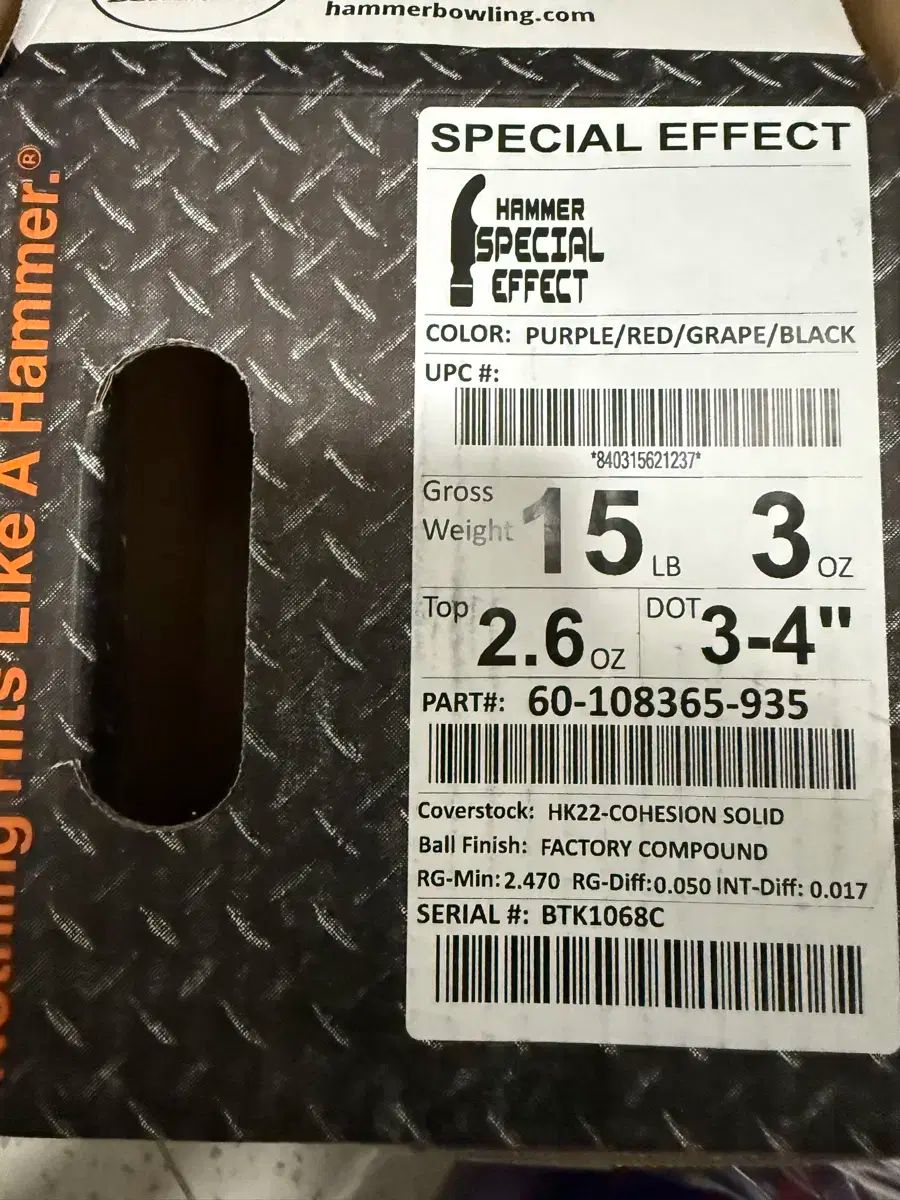 hammerbowling.com
Hits Like A Hammer.®
SPECIAL EFFECT
HAMMER
SPECIAL
EFFECT
COLOR: PURPLE/RED/GRAPE/BLACK
UPC #:
*840315621237*
Gross Weight 15 LB 3 OZ
Top 2.6 OZ DOT 3-4"
PART#: 60-108365-935
Coverstock: HK22-COHESION SOLID
Ball Finish: FACTORY COMPOUND
RG-Min: 2.470 RG-Diff: 0.050 INT-Diff: 0.017
SERIAL #: BTK1068C